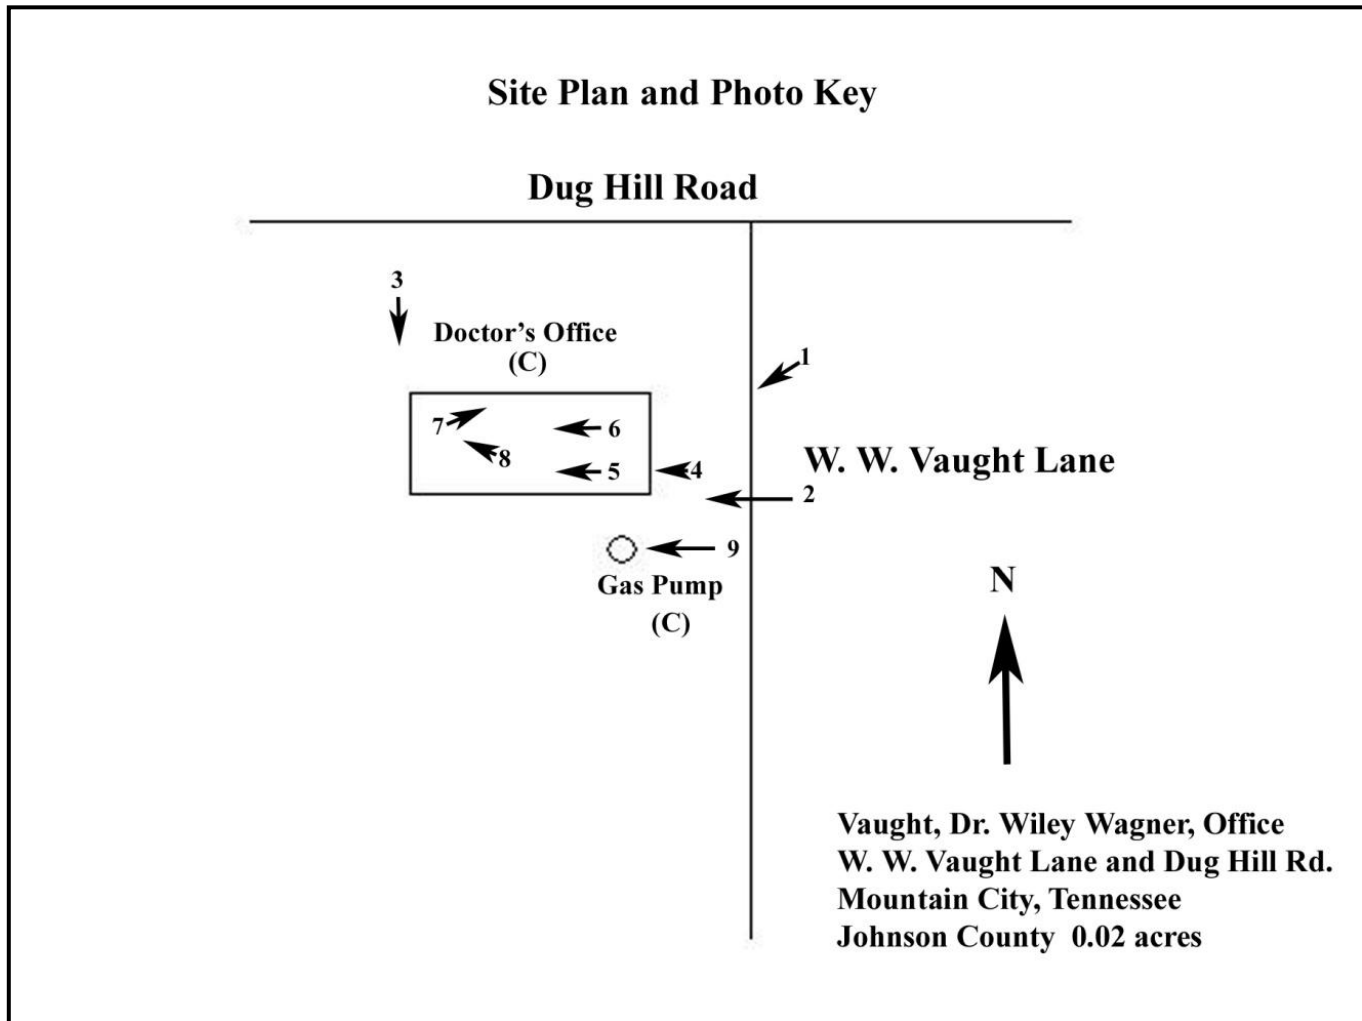 Site Plan and Photo Key
Dug Hill Road
3
Doctor's Office
(C)
1
7
6
8
5
4
W. W. Vaught Lane
2
9
Gas Pump
(C)
N
Vaught, Dr. Wiley Wagner, Office
W. W. Vaught Lane and Dug Hill Rd.
Mountain City, Tennessee
Johnson County 0.02 acres